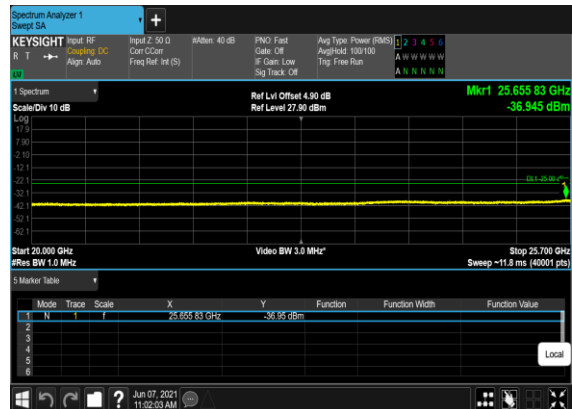 Spectrum Analyzer 1
Swept SA
+
KEYSIGHT Input: RF Input Z: 50 Ω #Atten: 40 dB PNO: Fast Avg Type: Power (RMS) 1 2 3 4 5 6
R T Coupling: DC Corr CCorr Gate: Off Avg|Hold: 100/100 A W W W W W
Align: Auto Freq Ref: Int (S) IF Gain: Low Trig: Free Run
LXI Sig Track: Off A N N N N N
1 Spectrum Ref Lvl Offset 4.90 dB Mkr1 25.655 83 GHz
Scale/Div 10 dB Ref Level 27.90 dBm -36.945 dBm
Log
17.9
7.90
-2.10
-12.1
-22.1
DL1 -25.00
-32.1
-42.1
-52.1
-62.1
Start 20.000 GHz Video BW 3.0 MHz* Stop 25.700 GHz
#Res BW 1.0 MHz Sweep ~11.8 ms (40001 pts)
5 Marker Table
Mode Trace Scale X Y Function Function Width Function Value
1 N 1 f 25.655 83 GHz -36.95 dBm
2
3
4
5
6
Local
? Jun 07, 2021
11:02:03 AM